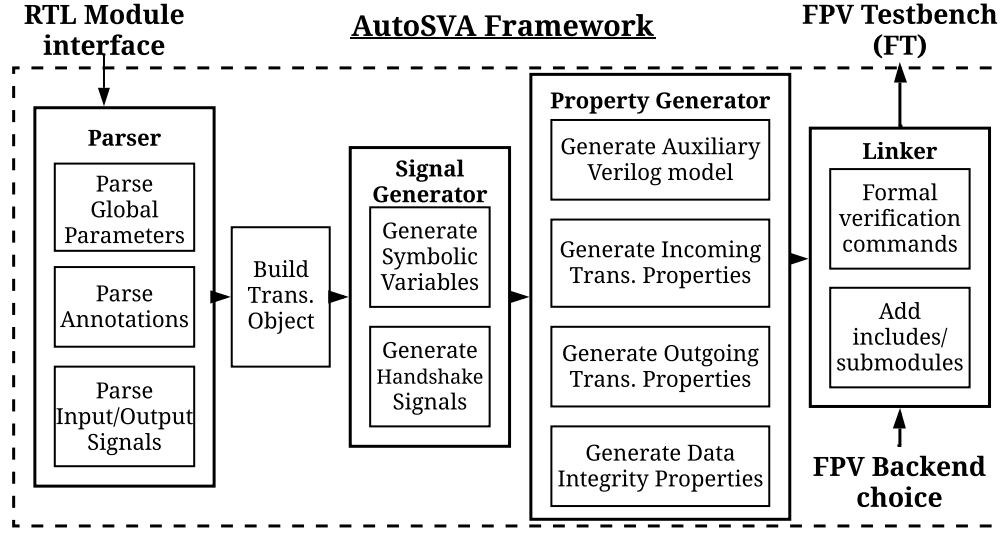 RTL Module
interface
AutoSVA Framework
FPV Testbench
(FT)
Parser
Parse
Global
Parameters
Parse
Annotations
Parse
Input/Output
Signals
Build
Trans.
Object
Signal
Generator
Generate
Symbolic
Variables
Generate
Handshake
Signals
Property Generator
Generate Auxiliary
Verilog model
Generate Incoming
Trans. Properties
Generate Outgoing
Trans. Properties
Generate Data
Integrity Properties
Linker
Formal
verification
commands
Add
includes/
submodules
FPV Backend
choice